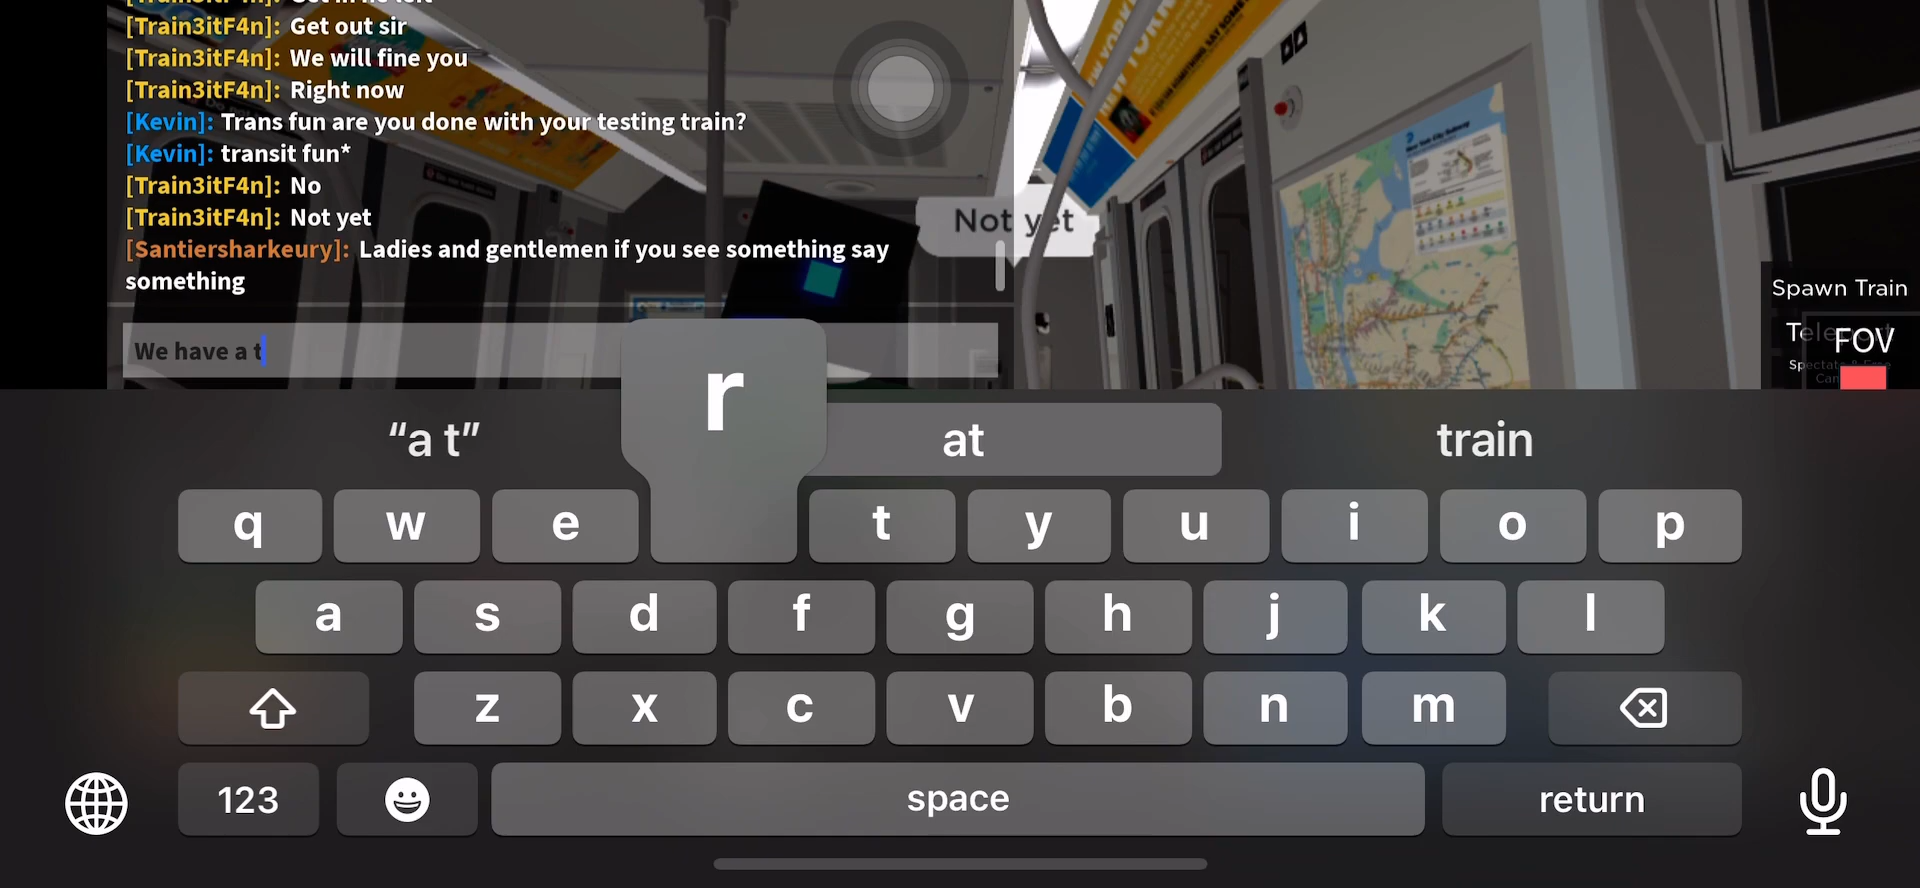 [Train3itF4n]: Get out sir
[Train3itF4n]: We will fine you
[Train3itF4n]: Right now
[Kevin]: Trans fun are you done with your testing train?
[Kevin]: transit fun*
[Train3itF4n]: No
[Train3itF4n]: Not yet
[Santiersharkeury]: Ladies and gentlemen if you see something say
something
Not yet
Spawn Train
FOV
We have a t
“a t”
at
train
r
q w e t y u i o p
a s d f g h j k l
z x c v b n m
123
space
return